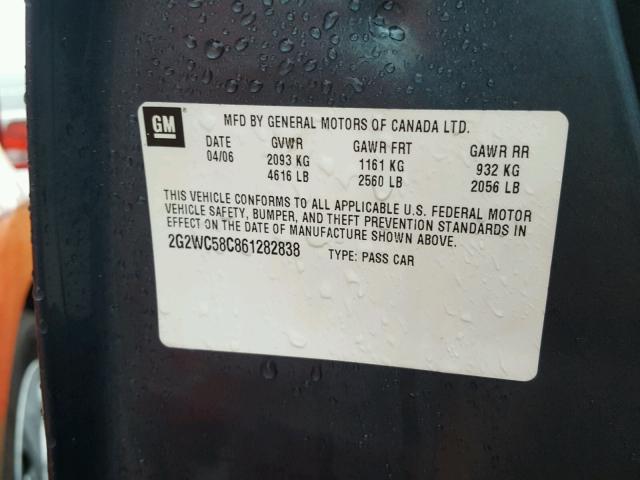 GM
MFD BY GENERAL MOTORS OF CANADA LTD.
DATE GVWR GAWR FRT GAWR RR
04/06 2093 KG 1161 KG 932 KG
4616 LB 2560 LB 2056 LB
THIS VEHICLE CONFORMS TO ALL APPLICABLE U.S. FEDERAL MOTOR
VEHICLE SAFETY, BUMPER, AND THEFT PREVENTION STANDARDS IN
EFFECT ON THE DATE OF MANUFACTURE SHOWN ABOVE.
2G2WC58C861282838 TYPE: PASS CAR